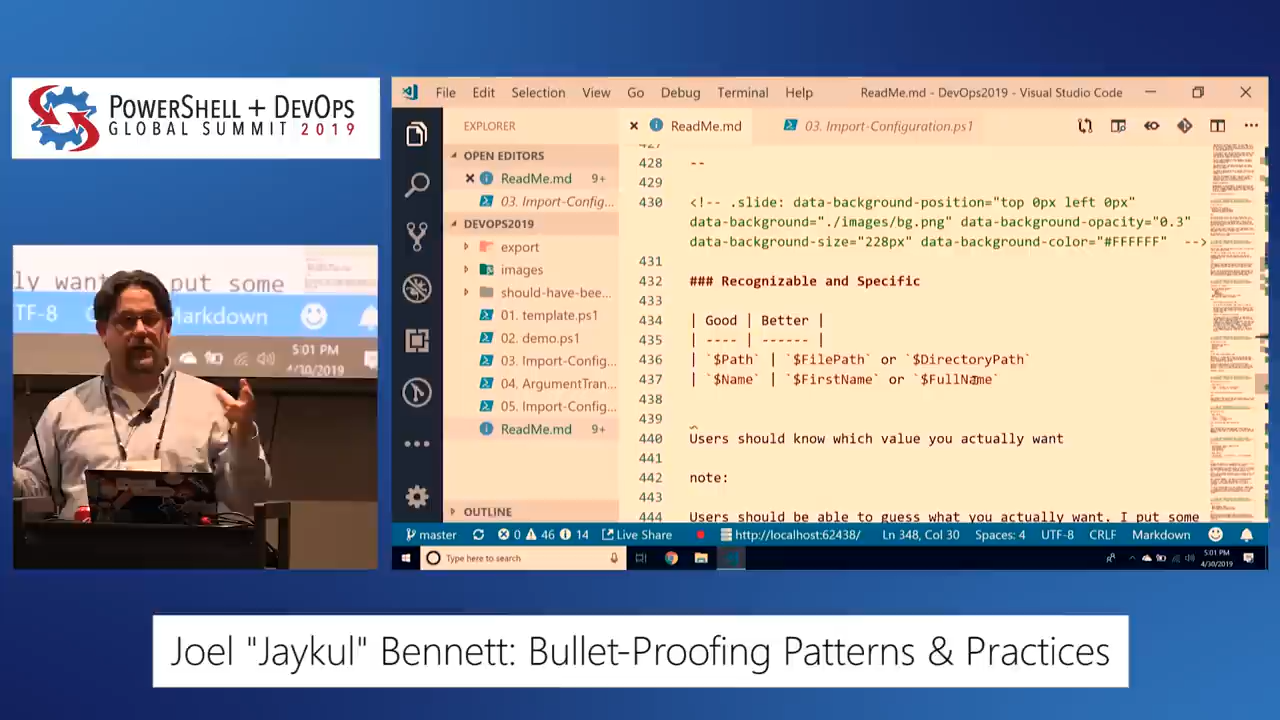 POWERSHELL + DEVOPS
GLOBAL SUMMIT 2019
File Edit Selection View Go Debug Terminal Help ReadMe.md - DevOps2019 - Visual Studio Code
EXPLORER
ReadMe.md
03. Import-Configuration.ps1
OPEN EDITORS
ReadMe.md 9+
03. Import-Config...
export
images
01. template.ps1
02. demo.ps1
05. Import-Config...
ReadMe.md 9+
OUTLINE
428 --
429
430 <!-- .slide: data-background-position="top 0px left 0px"
data-background="./images/bg.png" data-background-opacity="0.3"
data-background-size="228px" data-background-color="#FFFFFF" -->
431
432 ### Recognizable and Specific
433
434 | Good | Better |
435 | ---- | ------ |
436 | `$Path` | `$FilePath` or `$DirectoryPath`
437 | `$Name` | `$FirstName` or `$FullName`
438
439
440 Users should know which value you actually want
441
442 note:
443
444 Users should be able to guess what you actually want. I put some
master 0 46 14 Live Share http://localhost:62438/ Ln 348, Col 30 Spaces: 4 UTF-8 CRLF Markdown
Type here to search
5:01 PM
4/30/2019
put some
UTF-8
Markdown
5:01 PM
4/30/2019
Joel "Jaykul" Bennett: Bullet-Proofing Patterns & Practices